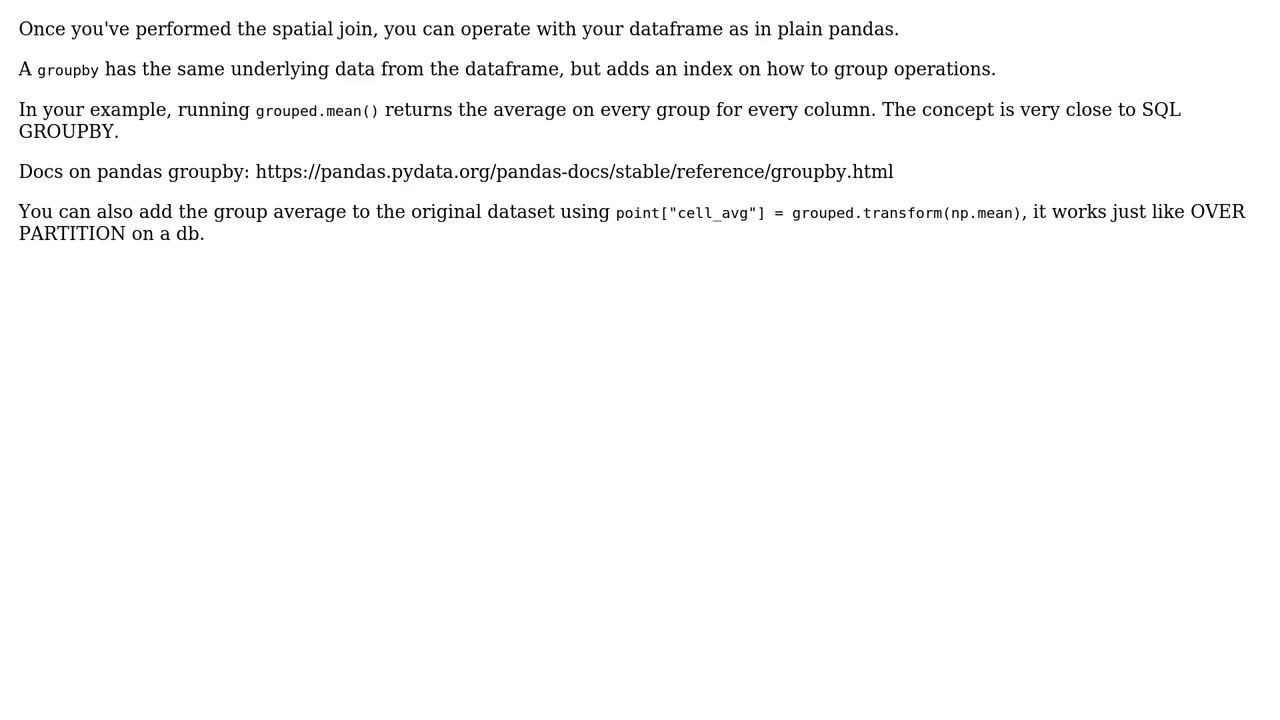 Once you've performed the spatial join, you can operate with your dataframe as in plain pandas.
A groupby has the same underlying data from the dataframe, but adds an index on how to group operations.
In your example, running grouped.mean() returns the average on every group for every column. The concept is very close to SQL
GROUPBY.
Docs on pandas groupby: https://pandas.pydata.org/pandas-docs/stable/reference/groupby.html
You can also add the group average to the original dataset using point["cell_avg"] = grouped.transform(np.mean), it works just like OVER
PARTITION on a db.